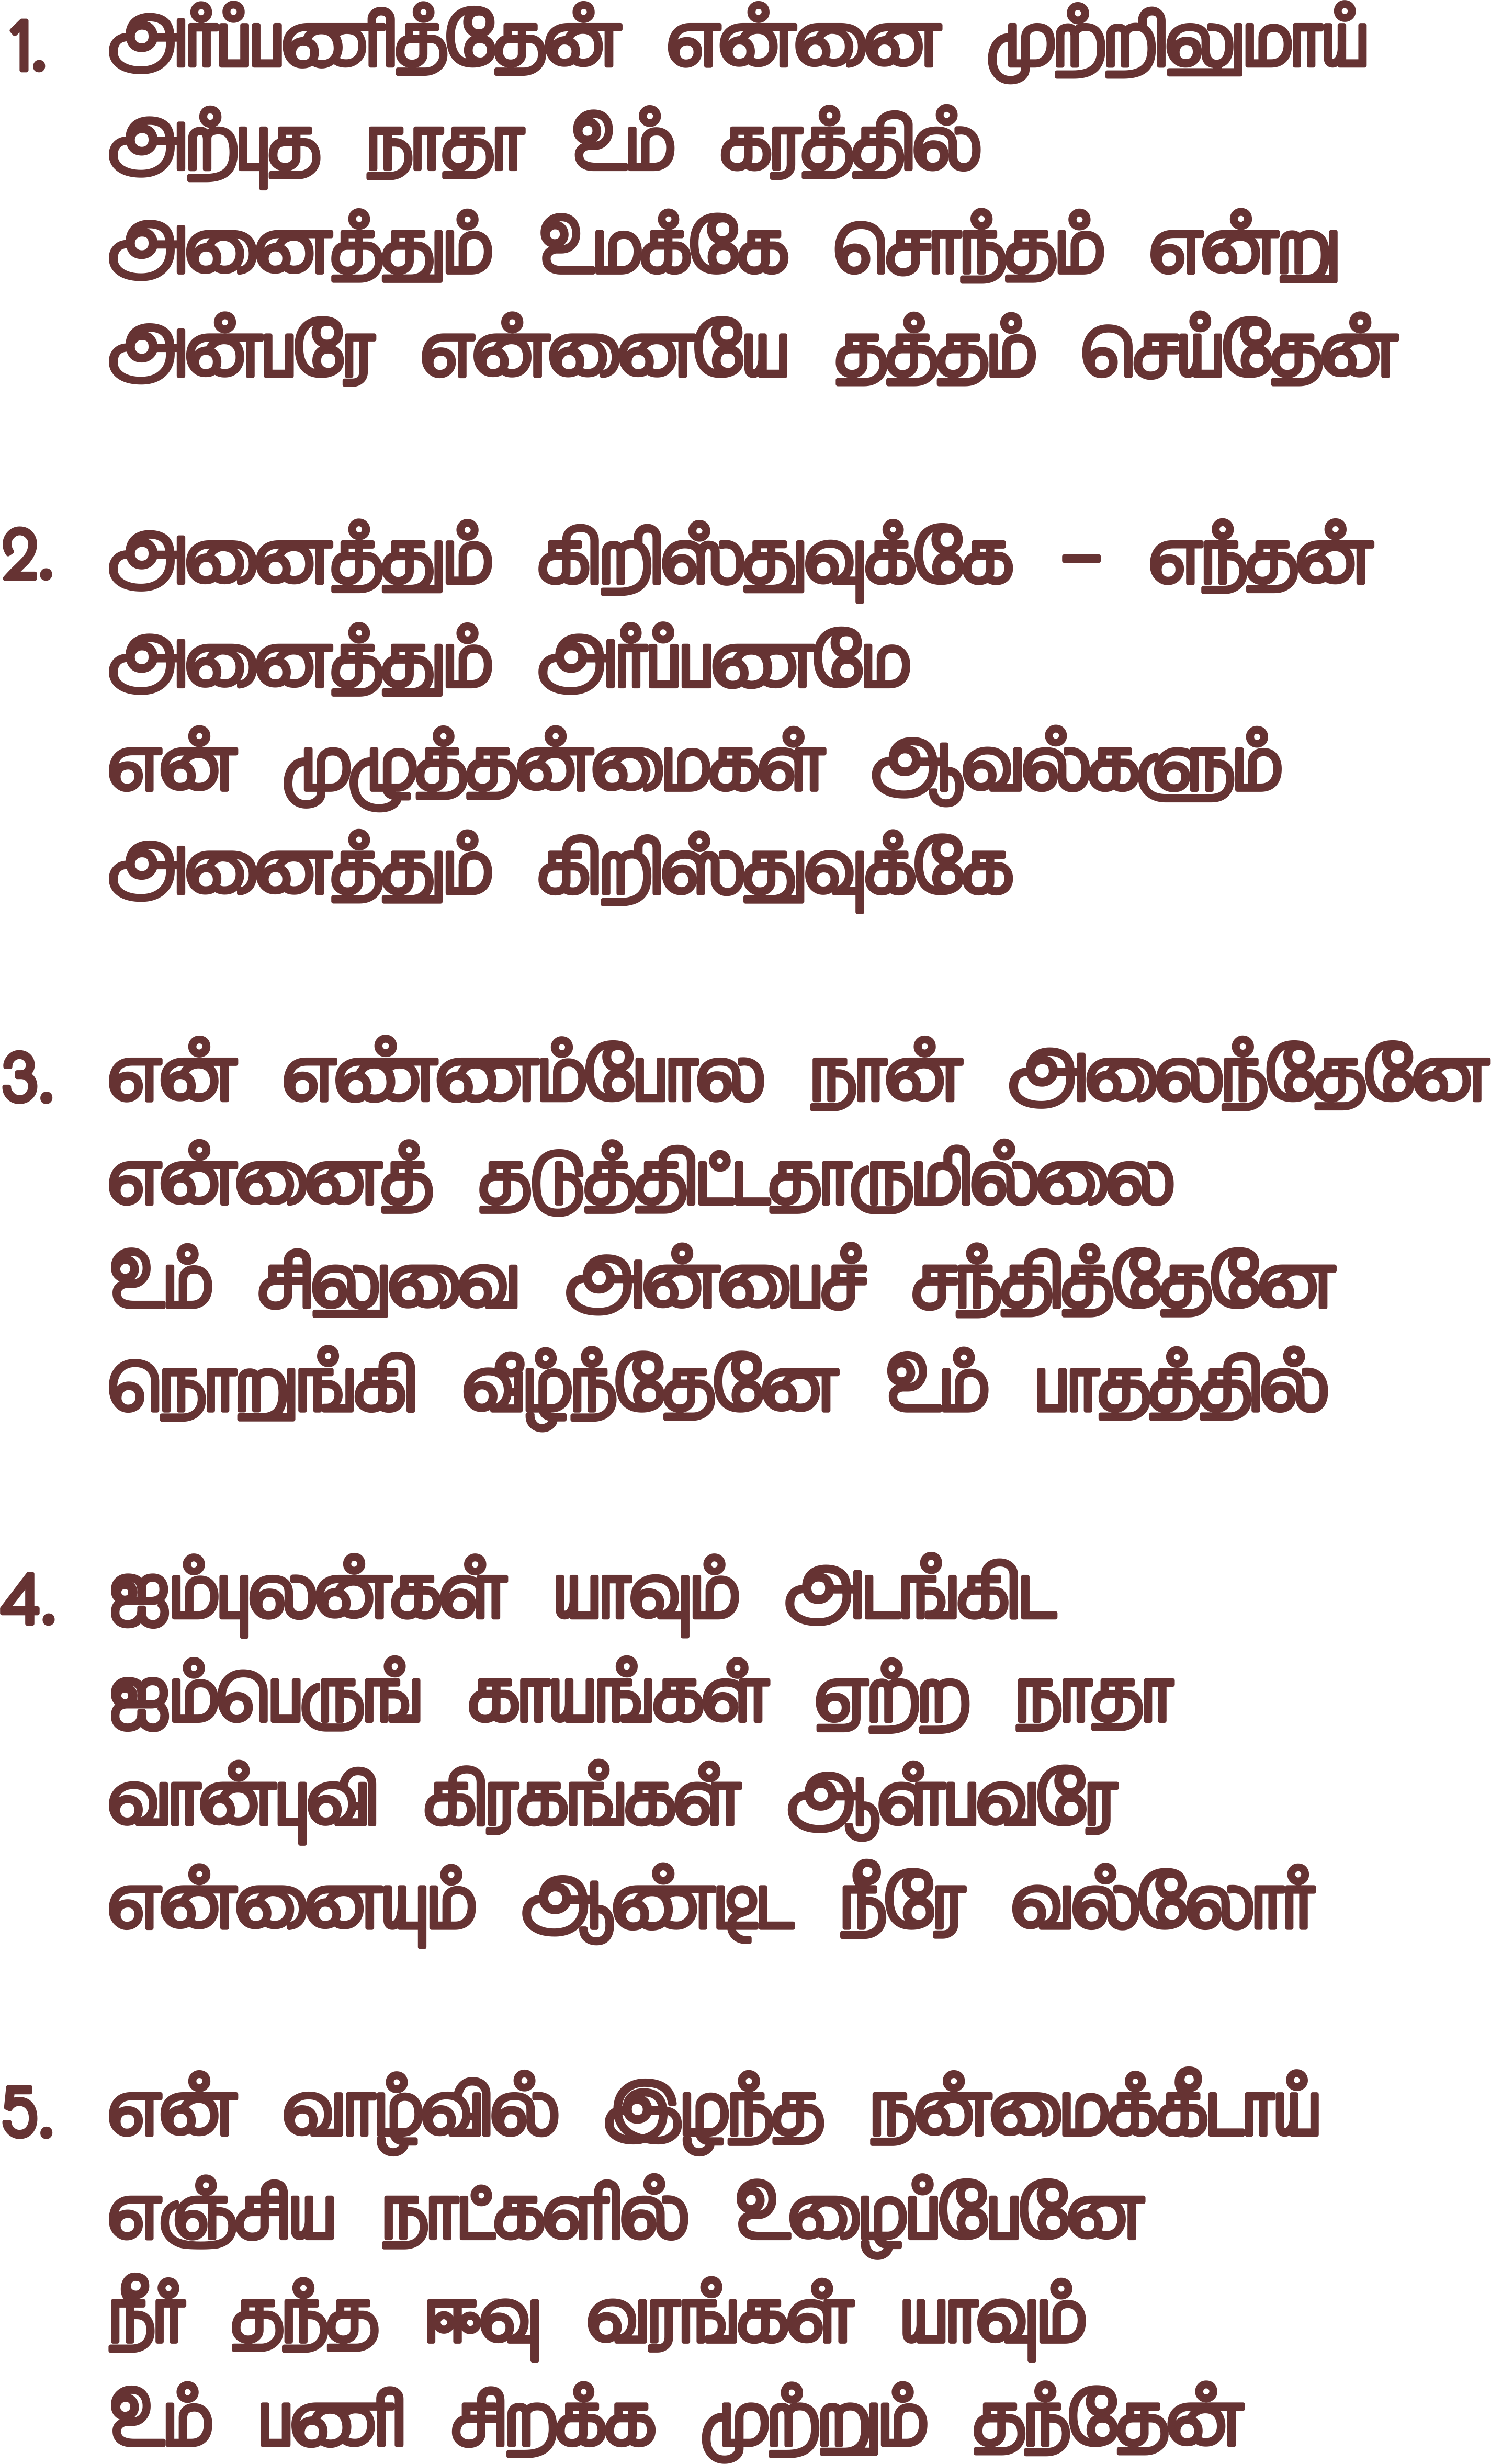 1. அர்ப்பணித்தேன் என்னை முற்றிலுமாய்
அற்புத நாதா உம் கரத்தில்
அனைத்தும் உமக்கே சொந்தம் என்று
அன்பரே என்னையே தத்தம் செய்தேன்
2. அனைத்தும் கிறிஸ்துவுக்கே - எந்தன்
அனைத்தும் அர்ப்பணமே
என் முழுத்தன்மைகள் ஆவல்களும்
அனைத்தும் கிறிஸ்துவுக்கே
3. என் எண்ணம்போல நான் அலைந்தேனே
என்னைத் தடுத்திட்டதாருமில்லை
உம் சிலுவை அன்பைச் சந்தித்தேனே
நொறுங்கி வீழ்ந்தேனே உம் பாதத்தில்
4. ஐம்புலன்கள் யாவும் அடங்கிட
ஐம்பெருங் காயங்கள் ஏற்ற நாதா
வான்புவி கிரகங்கள் ஆள்பவரே
என்னையும் ஆண்டிட நீரே வல்லோர்
5. என் வாழ்வில் இழந்த நன்மைக்கீடாய்
எஞ்சிய நாட்களில் உழைப்பேனே
நீர் தந்த ஈவு வரங்கள் யாவும்
உம் பணி சிறக்க முற்றும் தந்தேன்